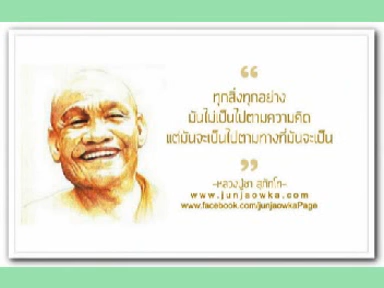 “
ทุกสิ่งทุกอย่าง
มันไม่เป็นไปตามความคิด
แต่มันจะเป็นไปตามทางที่มันจะเป็น
”
-หลวงปู่ชา สุภัทโท-
www.junjaowka.com
www.facebook.com/junjaowkaPage